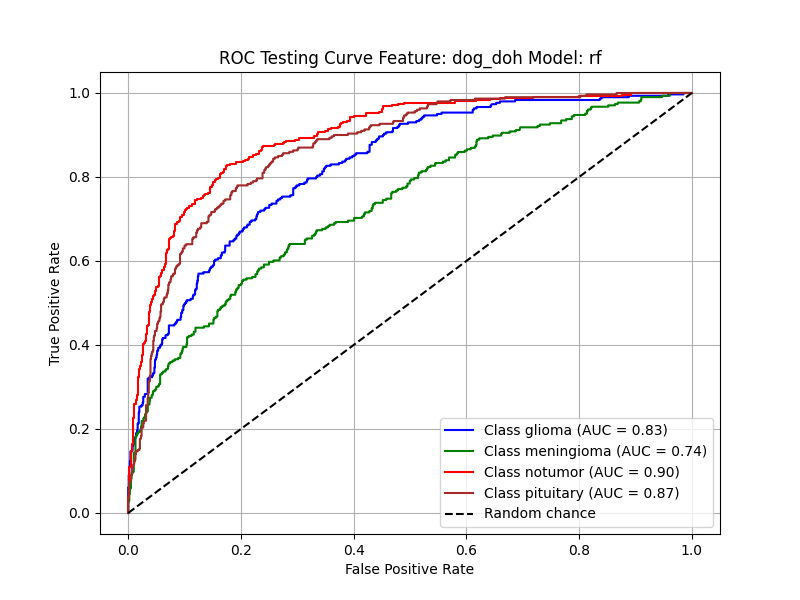 ROC Testing Curve Feature: dog_doh Model: rf
True Positive Rate
1.0
0.8
0.6
0.4
0.2
0.0
Class glioma (AUC = 0.83)
Class meningioma (AUC = 0.74)
Class notumor (AUC = 0.90)
Class pituitary (AUC = 0.87)
Random chance
0.0 0.2 0.4 0.6 0.8 1.0
False Positive Rate